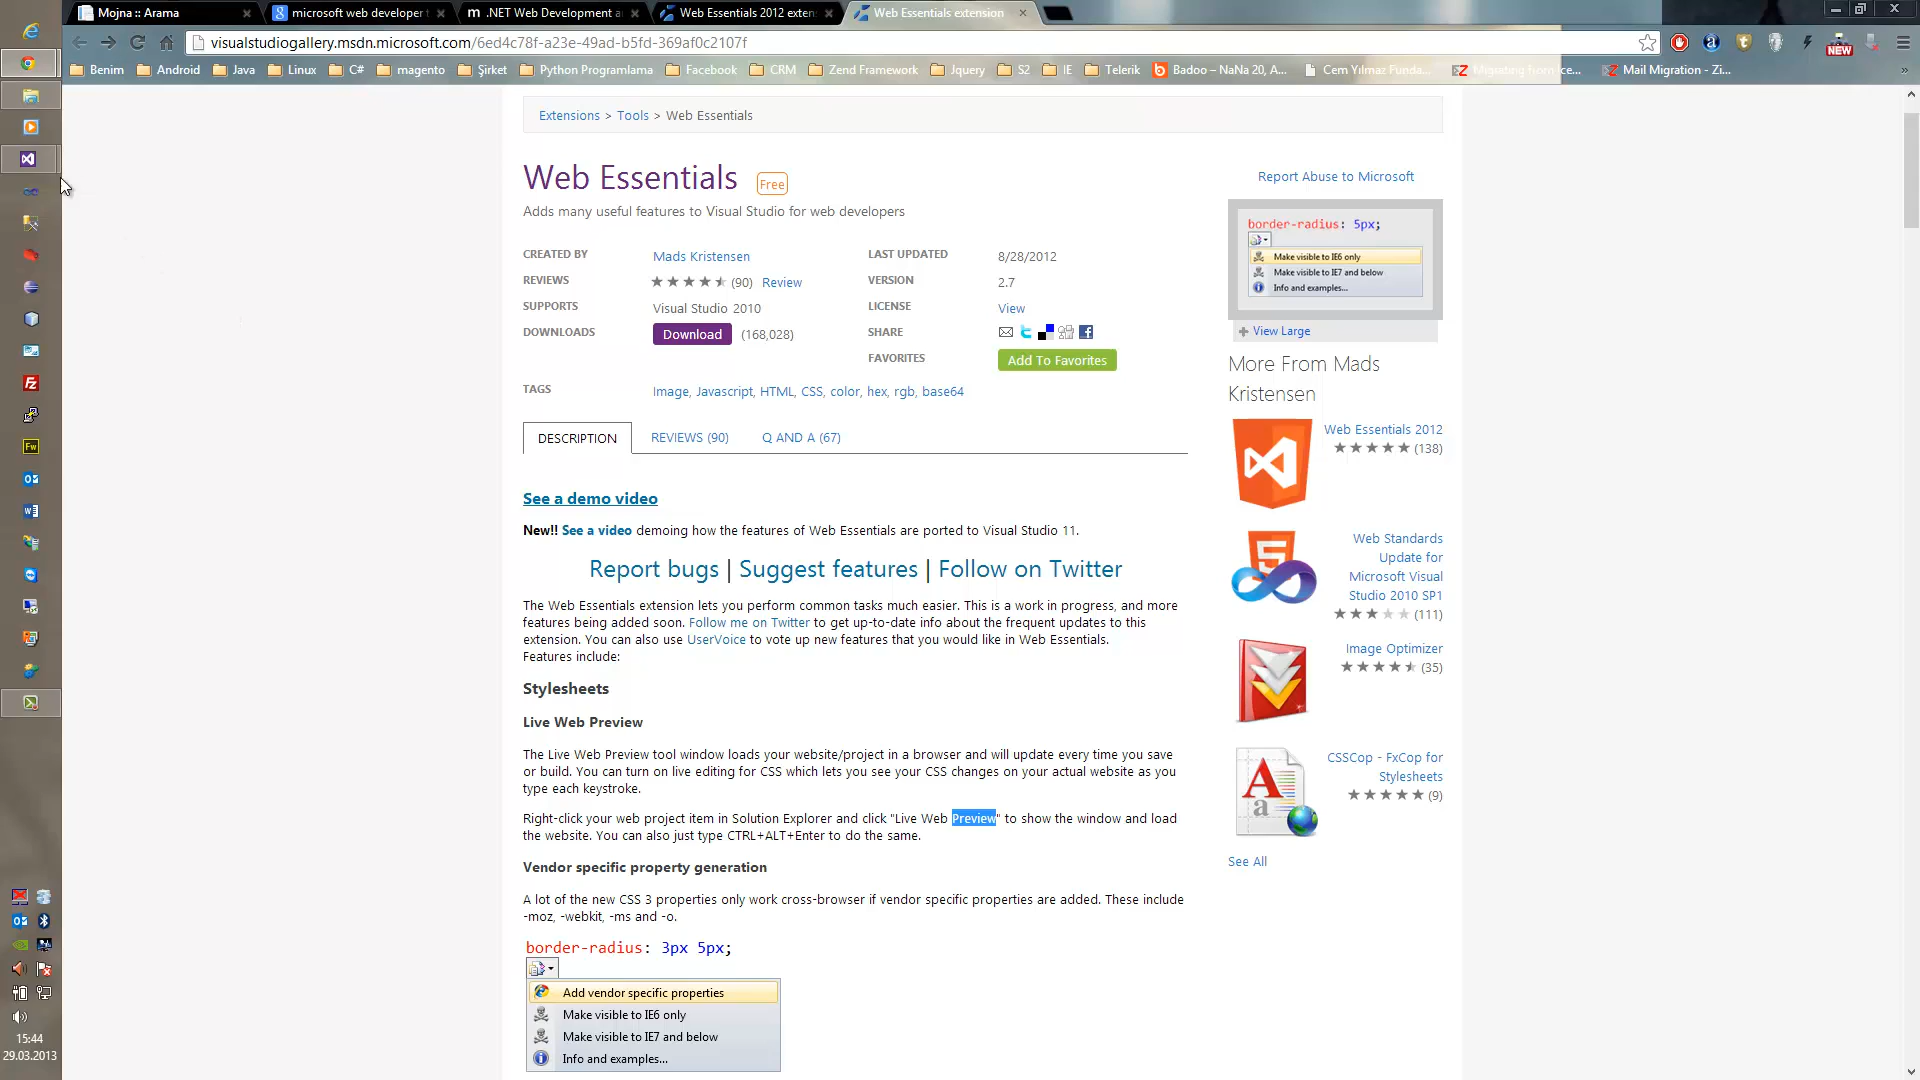 Mojna :: Arama
microsoft web developer t
.NET Web Development a
Web Essentials 2012 exten
Web Essentials extension
visualstudiogallery.msdn.microsoft.com/6ed4c78f-a23e-49ad-b5fd-369af0c2107f
NEW
Benim
Android
Java
Linux
C#
magento
Şirket
Python Programlama
Facebook
CRM
Zend Framework
Jquery
S2
IE
Telerik
Badoo – NaNa 20, A...
Cem Yılmaz Funda...
Migrating from Ice...
Mail Migration - Zi...
Extensions > Tools > Web Essentials
Web Essentials Free
Adds many useful features to Visual Studio for web developers
Report Abuse to Microsoft
CREATED BY Mads Kristensen
LAST UPDATED 8/28/2012
REVIEWS (90) Review
VERSION 2.7
SUPPORTS Visual Studio 2010
LICENSE View
DOWNLOADS Download (168,028)
SHARE
FAVORITES Add To Favorites
TAGS Image, Javascript, HTML, CSS, color, hex, rgb, base64
border-radius: 5px;
Make visible to IE6 only
Make visible to IE7 and below
Info and examples...
View Large
DESCRIPTION REVIEWS (90) Q AND A (67)
See a demo video
New!! See a video demoing how the features of Web Essentials are ported to Visual Studio 11.
Report bugs | Suggest features | Follow on Twitter
The Web Essentials extension lets you perform common tasks much easier. This is a work in progress, and more
features being added soon. Follow me on Twitter to get up-to-date info about the frequent updates to this
extension. You can also use UserVoice to vote up new features that you would like in Web Essentials.
Features include:
Stylesheets
Live Web Preview
The Live Web Preview tool window loads your website/project in a browser and will update every time you save
or build. You can turn on live editing for CSS which lets you see your CSS changes on your actual website as you
type each keystroke.
Right-click your web project item in Solution Explorer and click "Live Web Preview" to show the window and load
the website. You can also just type CTRL+ALT+Enter to do the same.
Vendor specific property generation
A lot of the new CSS 3 properties only work cross-browser if vendor specific properties are added. These include
-moz, -webkit, -ms and -o.
border-radius: 3px 5px;
Add vendor specific properties
Make visible to IE6 only
Make visible to IE7 and below
Info and examples...
More From Mads
Kristensen
Web Essentials 2012
(138)
Web Standards
Update for
Microsoft Visual
Studio 2010 SP1
(111)
Image Optimizer
(35)
CSSCop - FxCop for
Stylesheets
(9)
See All
15:44
29.03.2013